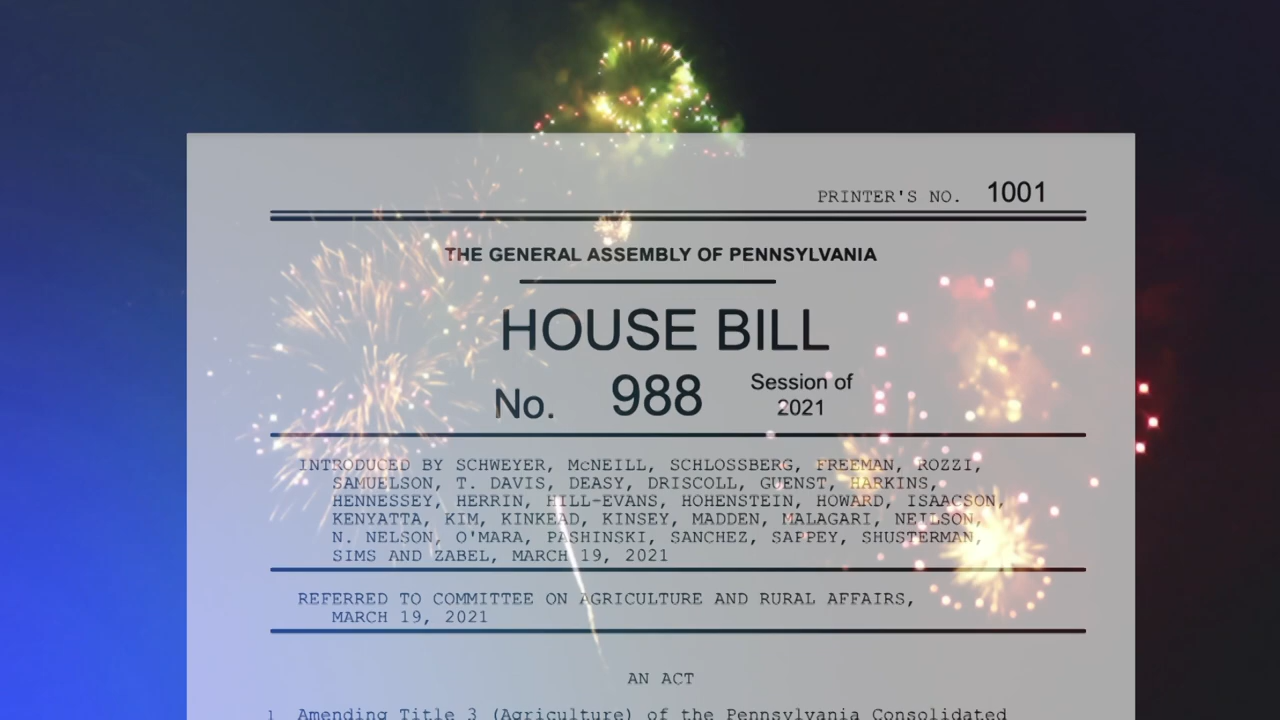 PRINTER'S NO. 1001
THE GENERAL ASSEMBLY OF PENNSYLVANIA
HOUSE BILL
No. 988 Session of
2021
INTRODUCED BY SCHWEYER, McNEILL, SCHLOSSBERG, FREEMAN, ROZZI,
SAMUELSON, T. DAVIS, DEASY, DRISCOLL, GUENST, HARKINS,
HENNESSEY, HERRIN, HILL-EVANS, HOHENSTEIN, HOWARD, ISAACSON,
KENYATTA, KIM, KINKEAD, KINSEY, MADDEN, MALAGARI, NEILSON,
N. NELSON, O'MARA, PASHINSKI, SANCHEZ, SAPPEY, SHUSTERMAN,
SIMS AND ZABEL, MARCH 19, 2021
REFERRED TO COMMITTEE ON AGRICULTURE AND RURAL AFFAIRS,
MARCH 19, 2021
AN ACT
1 Amending Title 3 (Agriculture) of the Pennsylvania Consolidated